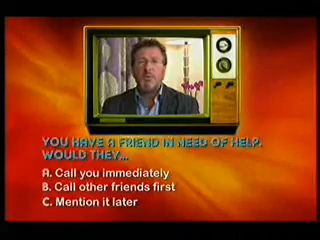 YOU HAVE A FRIEND IN NEED OF HELP.
WOULD THEY...
A. Call you immediately
B. Call other friends first
C. Mention it later